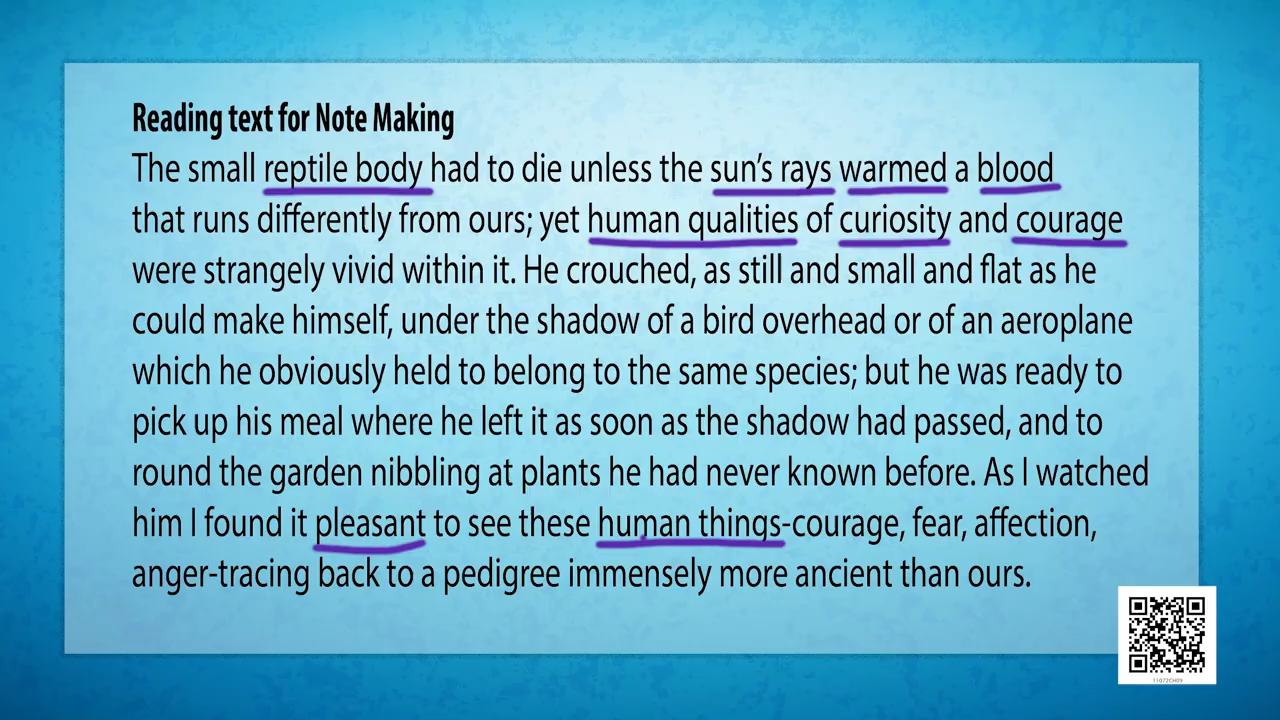 Reading text for Note Making
The small reptile body had to die unless the sun's rays warmed a blood
that runs differently from ours; yet human qualities of curiosity and courage
were strangely vivid within it. He crouched, as still and small and flat as he
could make himself, under the shadow of a bird overhead or of an aeroplane
which he obviously held to belong to the same species; but he was ready to
pick up his meal where he left it as soon as the shadow had passed, and to
round the garden nibbling at plants he had never known before. As I watched
him I found it pleasant to see these human things-courage, fear, affection,
anger-tracing back to a pedigree immensely more ancient than ours.
11072CH09